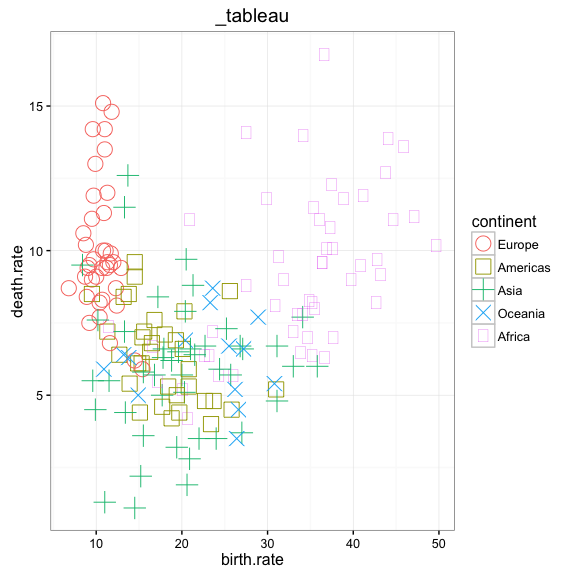 _tableau
15
10
5
death.rate
10 20 30 40 50
birth.rate
continent
Europe
Americas
Asia
Oceania
Africa